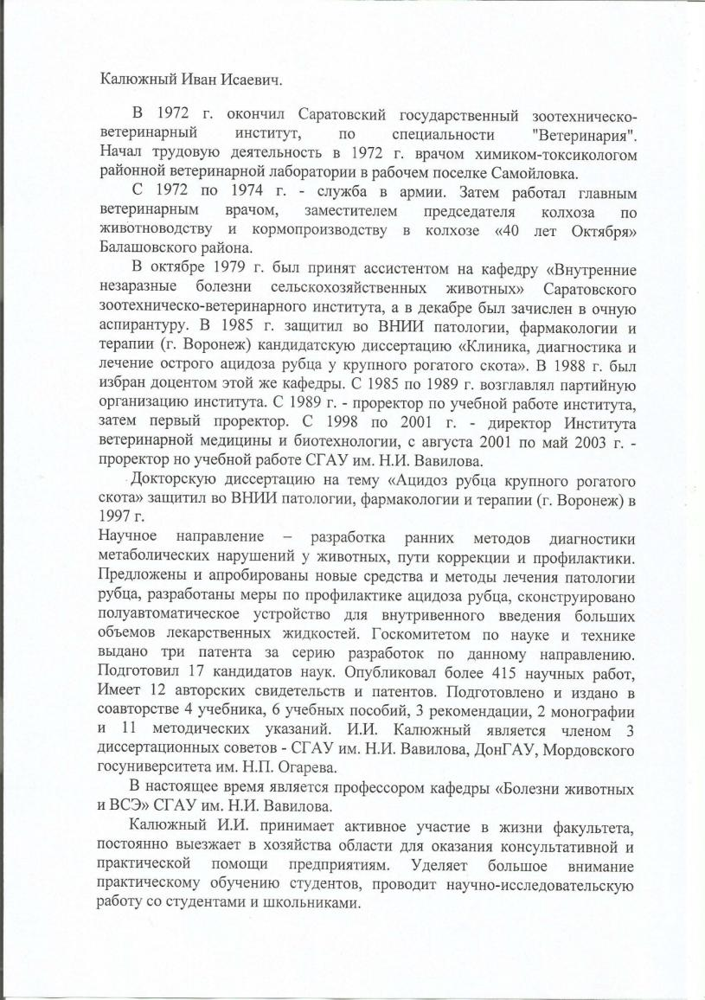 Калюжный Иван Исаевич.
В 1972 г. окончил Саратовский государственный зоотехническо-
ветеринарный институт, по специальности "Ветеринария".
Начал трудовую деятельность в 1972 г. врачом химиком-токсикологом
районной ветеринарной лаборатории в рабочем поселке Самойловка.
С 1972 по 1974 г. - служба в армии. Затем работал главным
ветеринарным врачом, заместителем председателя колхоза по
животноводству и кормопроизводству в колхозе «40 лет Октября»
Балашовского района.
В октябре 1979 г. был принят ассистентом на кафедру «Внутренние
незаразные болезни сельскохозяйственных животных» Саратовского
зоотехническо-ветеринарного института, а в декабре был зачислен в очную
аспирантуру. В 1985 г. защитил во ВНИИ патологии, фармакологии и
терапии (г. Воронеж) кандидатскую диссертацию «Клиника, диагностика и
лечение острого ацидоза рубца у крупного рогатого скота». В 1988 г. был
избран доцентом этой же кафедры. С 1985 по 1989 г. возглавлял партийную
организацию института. С 1989 г. - проректор по учебной работе института,
затем первый проректор. С 1998 по 2001 г. - директор Института
ветеринарной медицины и биотехнологии, с августа 2001 по май 2003 г. -
проректор но учебной работе СГАУ им. Н.И. Вавилова.
Докторскую диссертацию на тему «Ацидоз рубца крупного рогатого
скота» защитил во ВНИИ патологии, фармакологии и терапии (г. Воронеж) в
1997 г.
Научное направление – разработка ранних методов диагностики
метаболических нарушений у животных, пути коррекции и профилактики.
Предложены и апробированы новые средства и методы лечения патологии
рубца, разработаны меры по профилактике ацидоза рубца, сконструировано
полуавтоматическое устройство для внутривенного введения больших
объемов лекарственных жидкостей. Госкомитетом по науке и технике
выдано три патента за серию разработок по данному направлению.
Подготовил 17 кандидатов наук. Опубликовал более 415 научных работ,
Имеет 12 авторских свидетельств и патентов. Подготовлено и издано в
соавторстве 4 учебника, 6 учебных пособий, 3 рекомендации, 2 монографии
и 11 методических указаний. И.И. Калюжный является членом 3
диссертационных советов - СГАУ им. Н.И. Вавилова, ДонГАУ, Мордовского
госуниверситета им. Н.П. Огарева.
В настоящее время является профессором кафедры «Болезни животных
и ВСЭ» СГАУ им. Н.И. Вавилова.
Калюжный И.И. принимает активное участие в жизни факультета,
постоянно выезжает в хозяйства области для оказания консультативной и
практической помощи предприятиям. Уделяет большое внимание
практическому обучению студентов, проводит научно-исследовательскую
работу со студентами и школьниками.